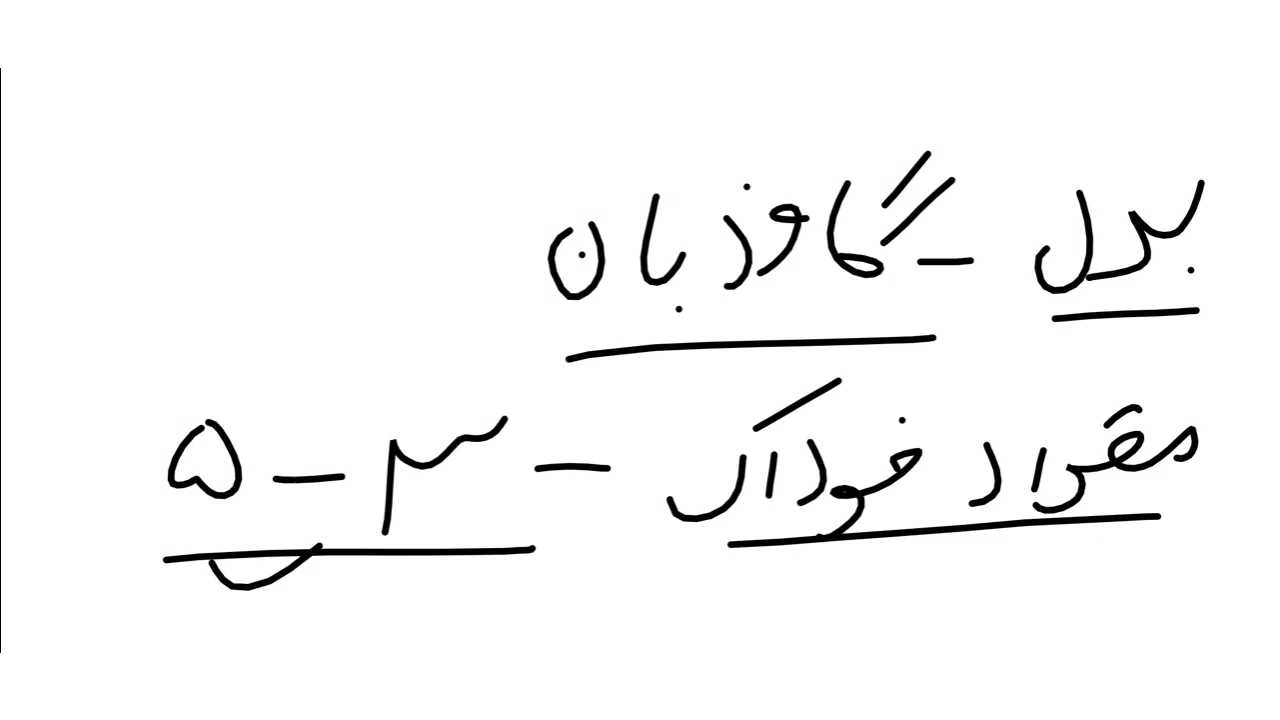 بدل - گاوزبان
مقدار خوراک - ۳ - ۵